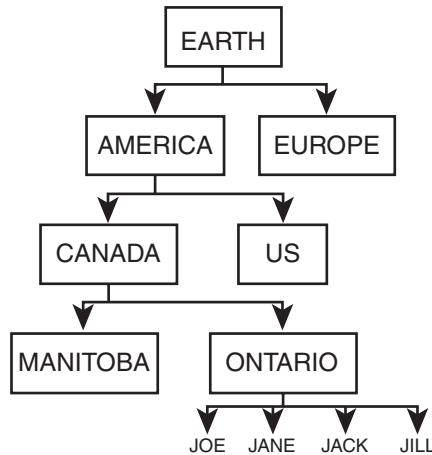 EARTH
AMERICA EUROPE
CANADA US
MANITOBA ONTARIO
JOE JANE JACK JILL